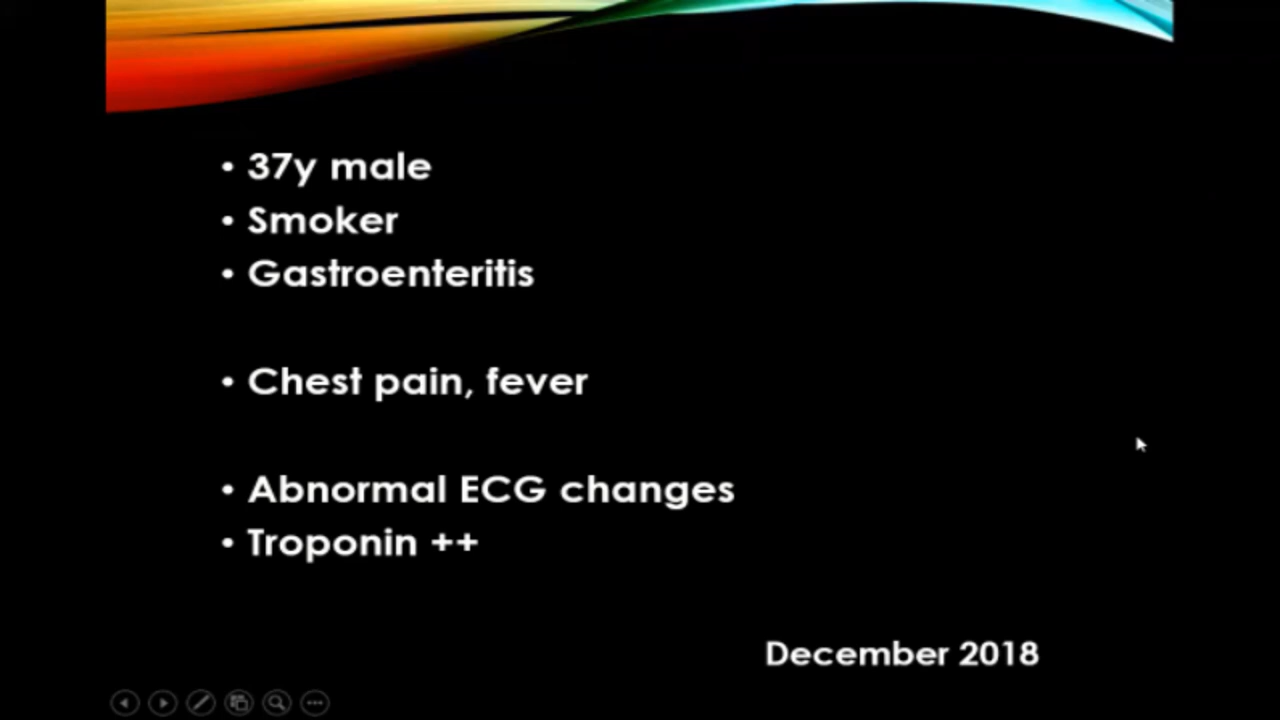 • 37y male
• Smoker
• Gastroenteritis
• Chest pain, fever
• Abnormal ECG changes
• Troponin ++
December 2018